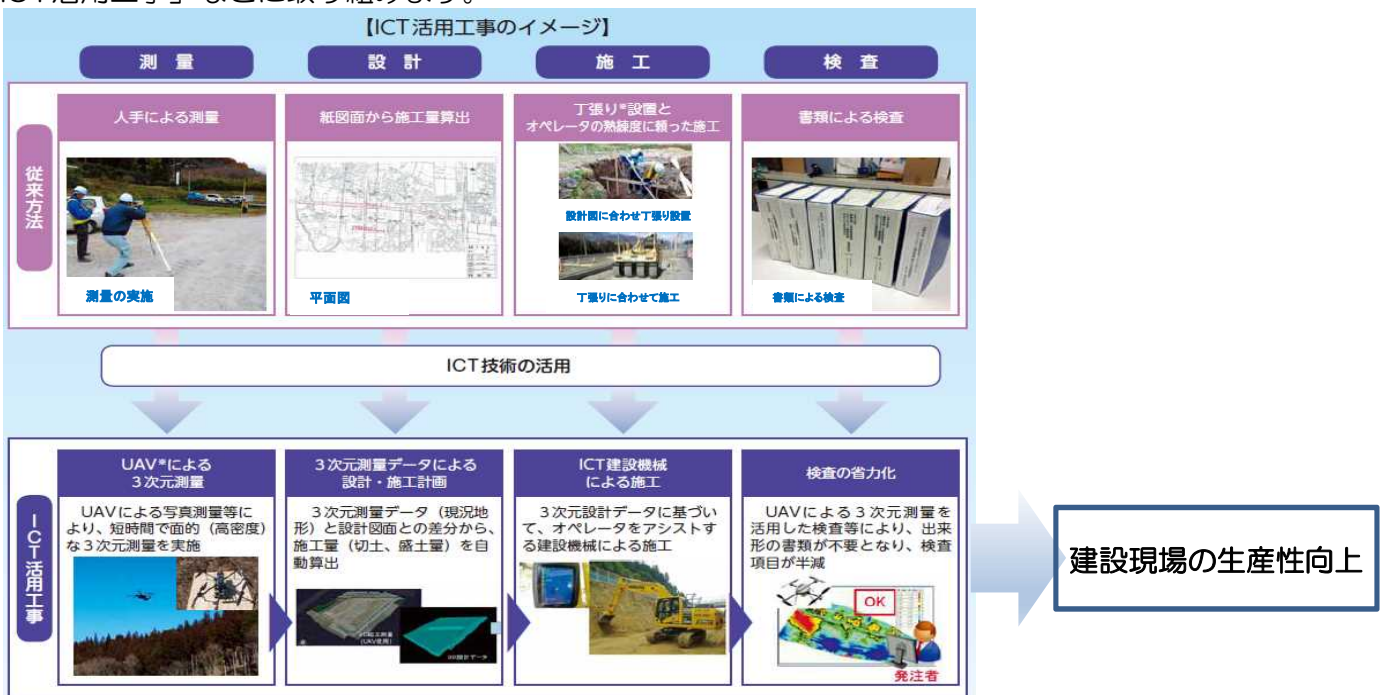 ICT活用工事」などに取り組みます。
【ICT活用工事のイメージ】
測 量
設 計
施 工
検 査
従来方法
人手による測量
測量の実施
紙図面から施工量算出
平面図
丁張り*設置と
オペレータの熟練度に頼った施工
設計図に合わせ丁張り設置
丁張りに合わせて施工
書類による検査
書類による検査
ICT技術の活用
ICT活用工事
UAV*による
3次元測量
UAVによる写真測量等に
より、短時間で面的（高密度）
な3次元測量を実施
3次元測量データによる
設計・施工計画
3次元測量データ（現況地
形）と設計図面との差分から、
施工量（切土、盛土量）を自
動算出
ICT建設機械
による施工
3次元設計データに基づい
て、オペレータをアシストす
る建設機械による施工
検査の省力化
UAVによる3次元測量を
活用した検査等により、出来
形の書類が不要となり、検査
項目が半減
OK
発注者
建設現場の生産性向上